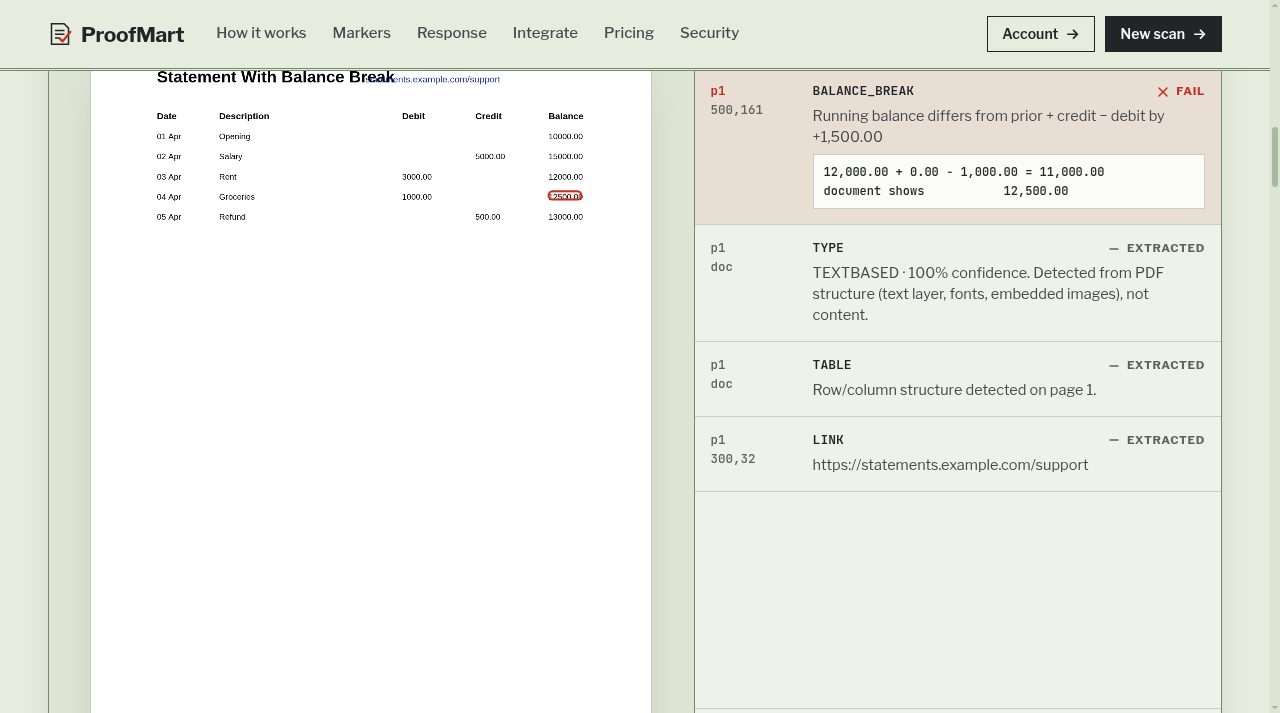 ProofMart
How it works
Markers
Response
Integrate
Pricing
Security
Account →
New scan →
Statement With Balance Break
statements.example.com/support
Date Description Debit Credit Balance
01 Apr Opening 10000.00
02 Apr Salary 5000.00 15000.00
03 Apr Rent 3000.00 12000.00
04 Apr Groceries 1000.00 12500.00
05 Apr Refund 500.00 13000.00
p1 BALANCE_BREAK × FAIL
500,161
Running balance differs from prior + credit − debit by
+1,500.00
12,000.00 + 0.00 - 1,000.00 = 11,000.00
document shows 12,500.00
p1 TYPE — EXTRACTED
doc
TEXTBASED · 100% confidence. Detected from PDF
structure (text layer, fonts, embedded images), not
content.
p1 TABLE — EXTRACTED
doc
Row/column structure detected on page 1.
p1 LINK — EXTRACTED
300,32
https://statements.example.com/support